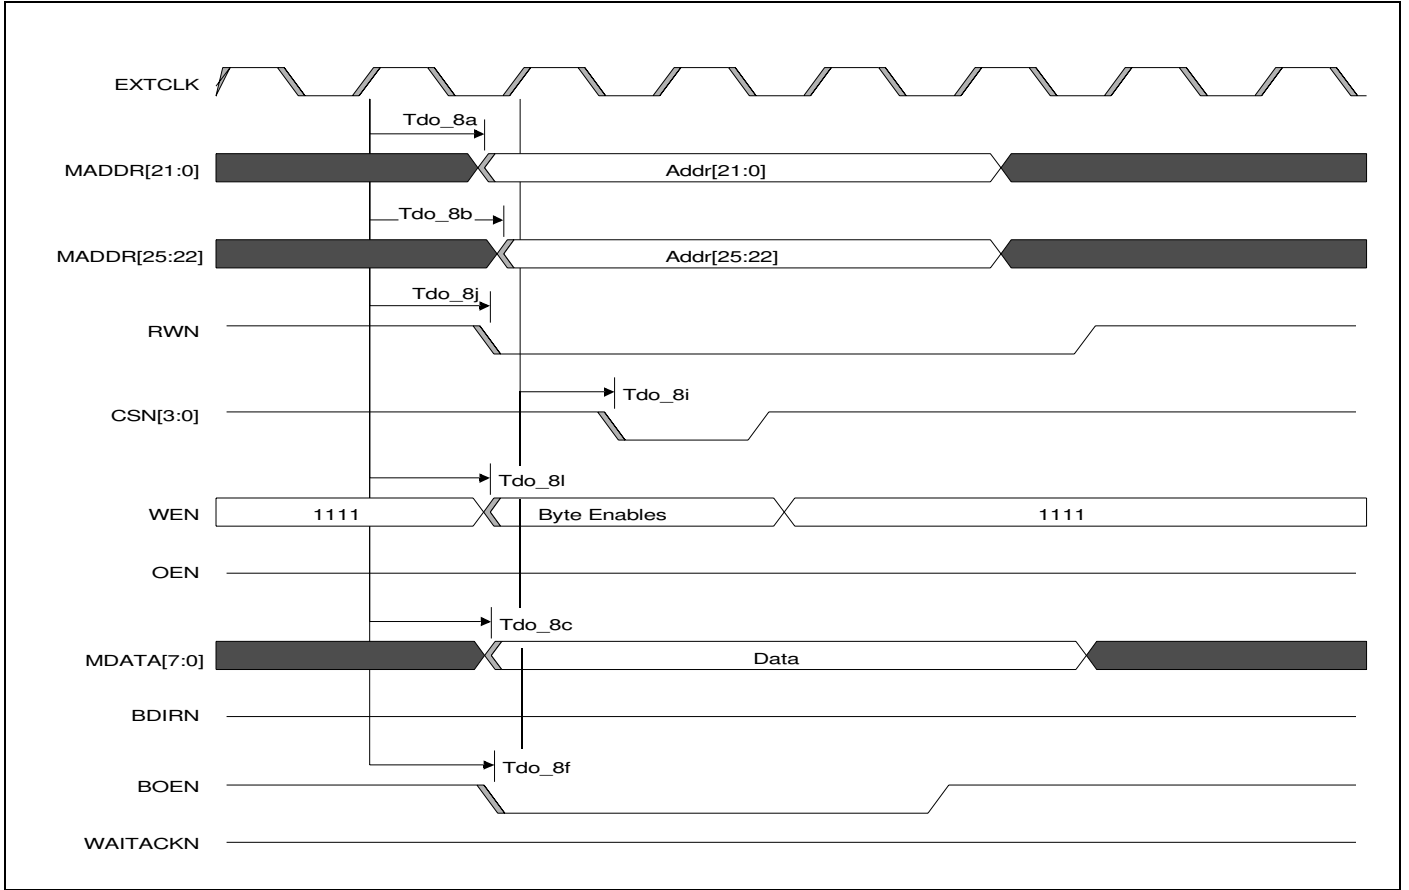 EXTCLK
Tdo_8a
MADDR[21:0]
Addr[21:0]
Tdo_8b
MADDR[25:22]
Addr[25:22]
Tdo_8j
RWN
Tdo_8i
CSN[3:0]
Tdo_8l
WEN
1111
Byte Enables
1111
OEN
Tdo_8c
MDATA[7:0]
Data
BDIRN
Tdo_8f
BOEN
WAITACKN